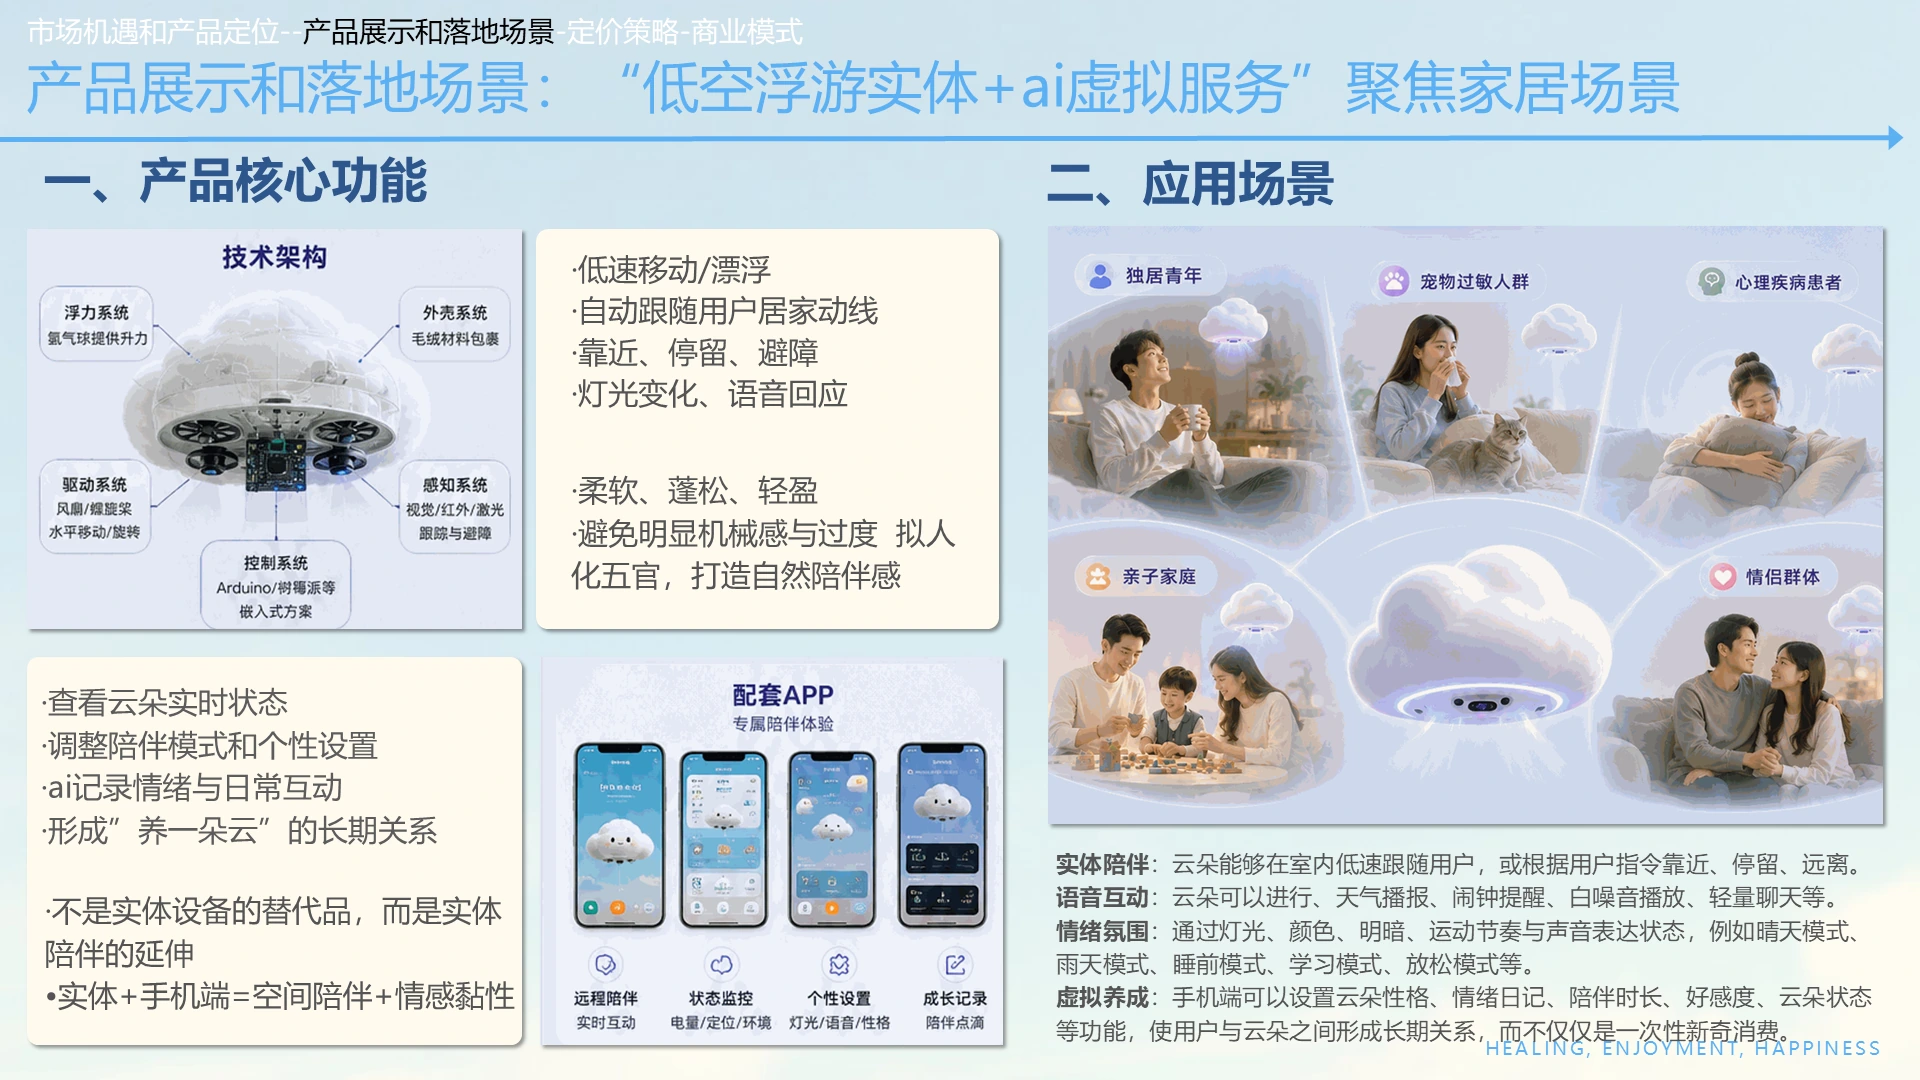 市场机遇和产品定位--产品展示和落地场景-定价策略-商业模式
产品展示和落地场景：“低空浮游实体+ai虚拟服务”聚焦家居场景
一、产品核心功能
技术架构
浮力系统
氦气球提供升力
外壳系统
毛绒材料包裹
驱动系统
风扇/螺旋桨
水平移动/旋转
感知系统
视觉/红外/激光
跟踪与避障
控制系统
Arduino/树莓派等
嵌入式方案
·低速移动/漂浮
·自动跟随用户居家动线
·靠近、停留、避障
·灯光变化、语音回应
·柔软、蓬松、轻盈
·避免明显机械感与过度 拟人
化五官，打造自然陪伴感
·查看云朵实时状态
·调整陪伴模式和个性设置
·ai记录情绪与日常互动
·形成”养一朵云”的长期关系
·不是实体设备的替代品，而是实体
陪伴的延伸
•实体+手机端=空间陪伴+情感黏性
配套APP
专属陪伴体验
远程陪伴
实时互动
状态监控
电量/定位/环境
个性设置
灯光/语音/性格
成长记录
陪伴点滴
二、应用场景
独居青年
宠物过敏人群
心理疾病患者
亲子家庭
情侣群体
实体陪伴：云朵能够在室内低速跟随用户，或根据用户指令靠近、停留、远离。
语音互动：云朵可以进行、天气播报、闹钟提醒、白噪音播放、轻量聊天等。
情绪氛围：通过灯光、颜色、明暗、运动节奏与声音表达状态，例如晴天模式、
雨天模式、睡前模式、学习模式、放松模式等。
虚拟养成：手机端可以设置云朵性格、情绪日记、陪伴时长、好感度、云朵状态
等功能，使用户与云朵之间形成长期关系，而不仅仅是一次性新奇消费。
HEALING, ENJOYMENT, HAPPINESS